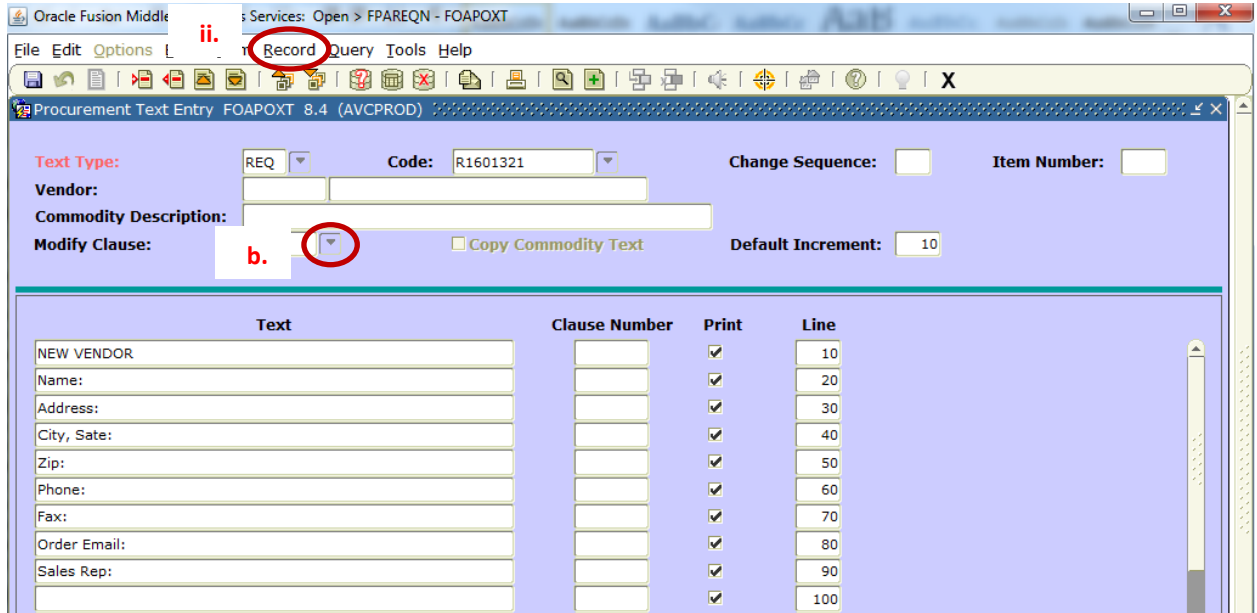 Oracle Fusion Middle s Services: Open > FPAREQN - FOAPOXT
ii.
File Edit Options Record Query Tools Help
Procurement Text Entry FOAPOXT 8.4 (AVCPROD)
Text Type: REQ Code: R1601321 Change Sequence: Item Number:
Vendor:
Commodity Description:
Modify Clause: b. Copy Commodity Text Default Increment: 10
Text Clause Number Print Line
NEW VENDOR 10
Name: 20
Address: 30
City, Sate: 40
Zip: 50
Phone: 60
Fax: 70
Order Email: 80
Sales Rep: 90
100